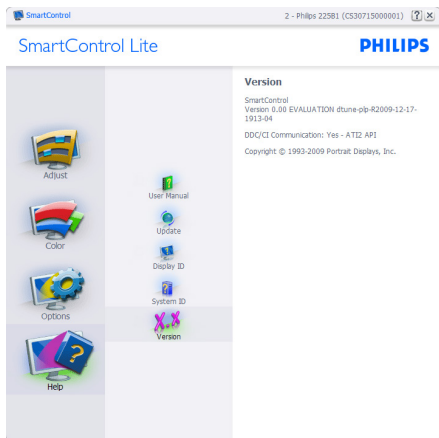 SmartControl
2 - Philips 225B1 (CS30715000001)
SmartControl Lite
PHILIPS
Adjust
Color
Options
Help
User Manual
Update
Display ID
System ID
X.X
Version
Version
SmartControl
Version 0.00 EVALUATION dtune-plp-R2009-12-17-
1913-04
DDC/CI Communication: Yes - ATI2 API
Copyright © 1993-2009 Portrait Displays, Inc.